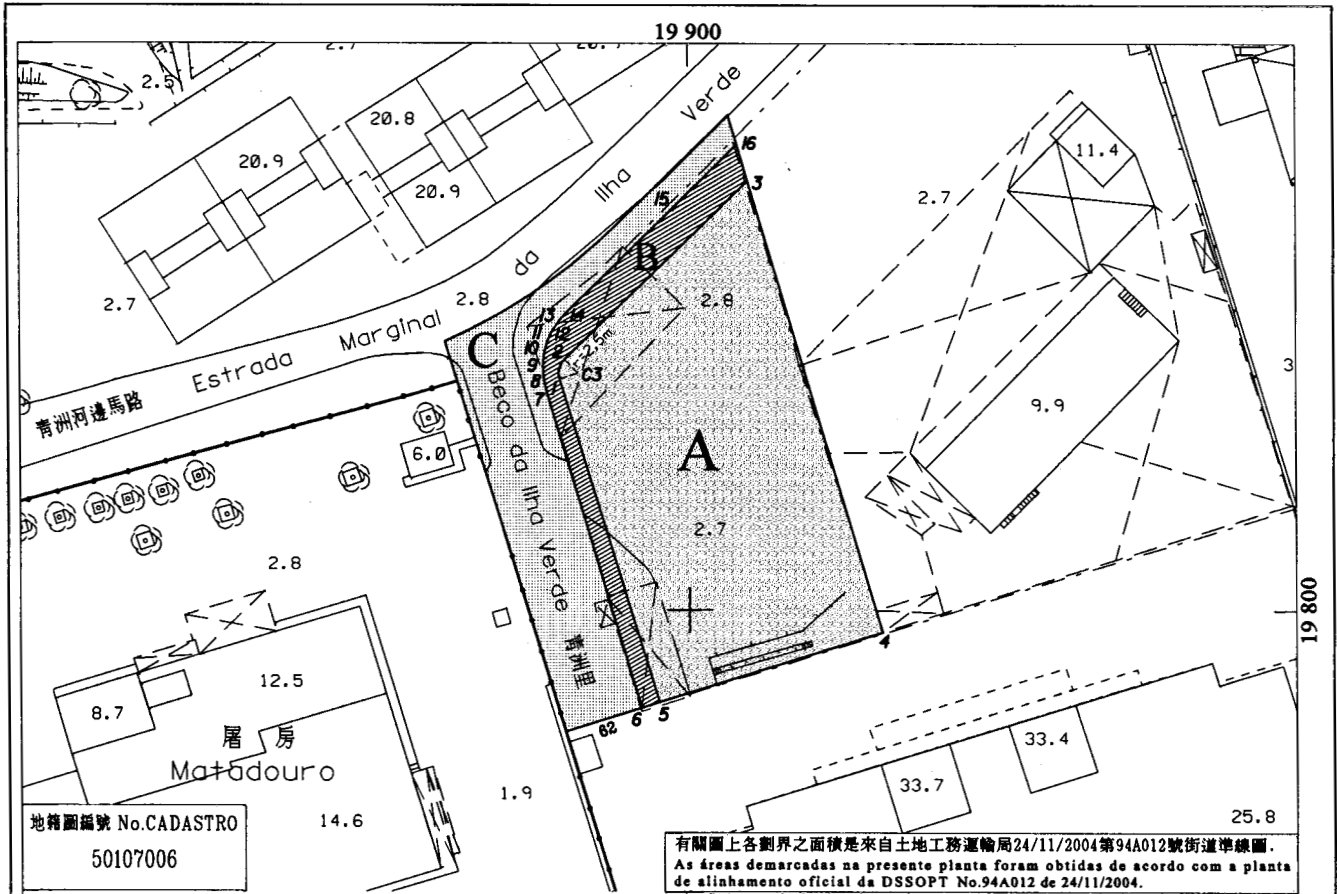 19 900
2.7
20.9
2.5
20.8
20.9
20.9
Verde
Ilha
da
16
3
15
11.4
2.7
B
2.8
2.7
2.8
Marginal
Estrada
青洲河邊馬路
13
14
11
12
10
2
9
8
1
7
r=2.5m
C3
C
Beco da Ilha Verde 青洲里
A
2.7
3
9.9
6.0
2.8
19 800
4
12.5
8.7
屠房
Matadouro
14.6
62
6
5
1.9
33.4
33.7
25.8
地籍圖編號 No.CADASTRO
50107006
有關圖上各劃界之面積是來自土地工務運輸局24/11/2004第94A012號街道準線圖.
As áreas demarcadas na presente planta foram obtidas de acordo com a planta
de alinhamento oficial da DSSOPT No.94A012 de 24/11/2004.